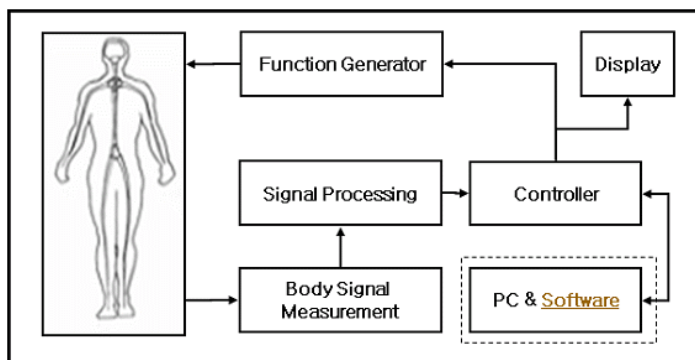 Function Generator
Display
Signal Processing
Controller
Body Signal
Measurement
PC & Software